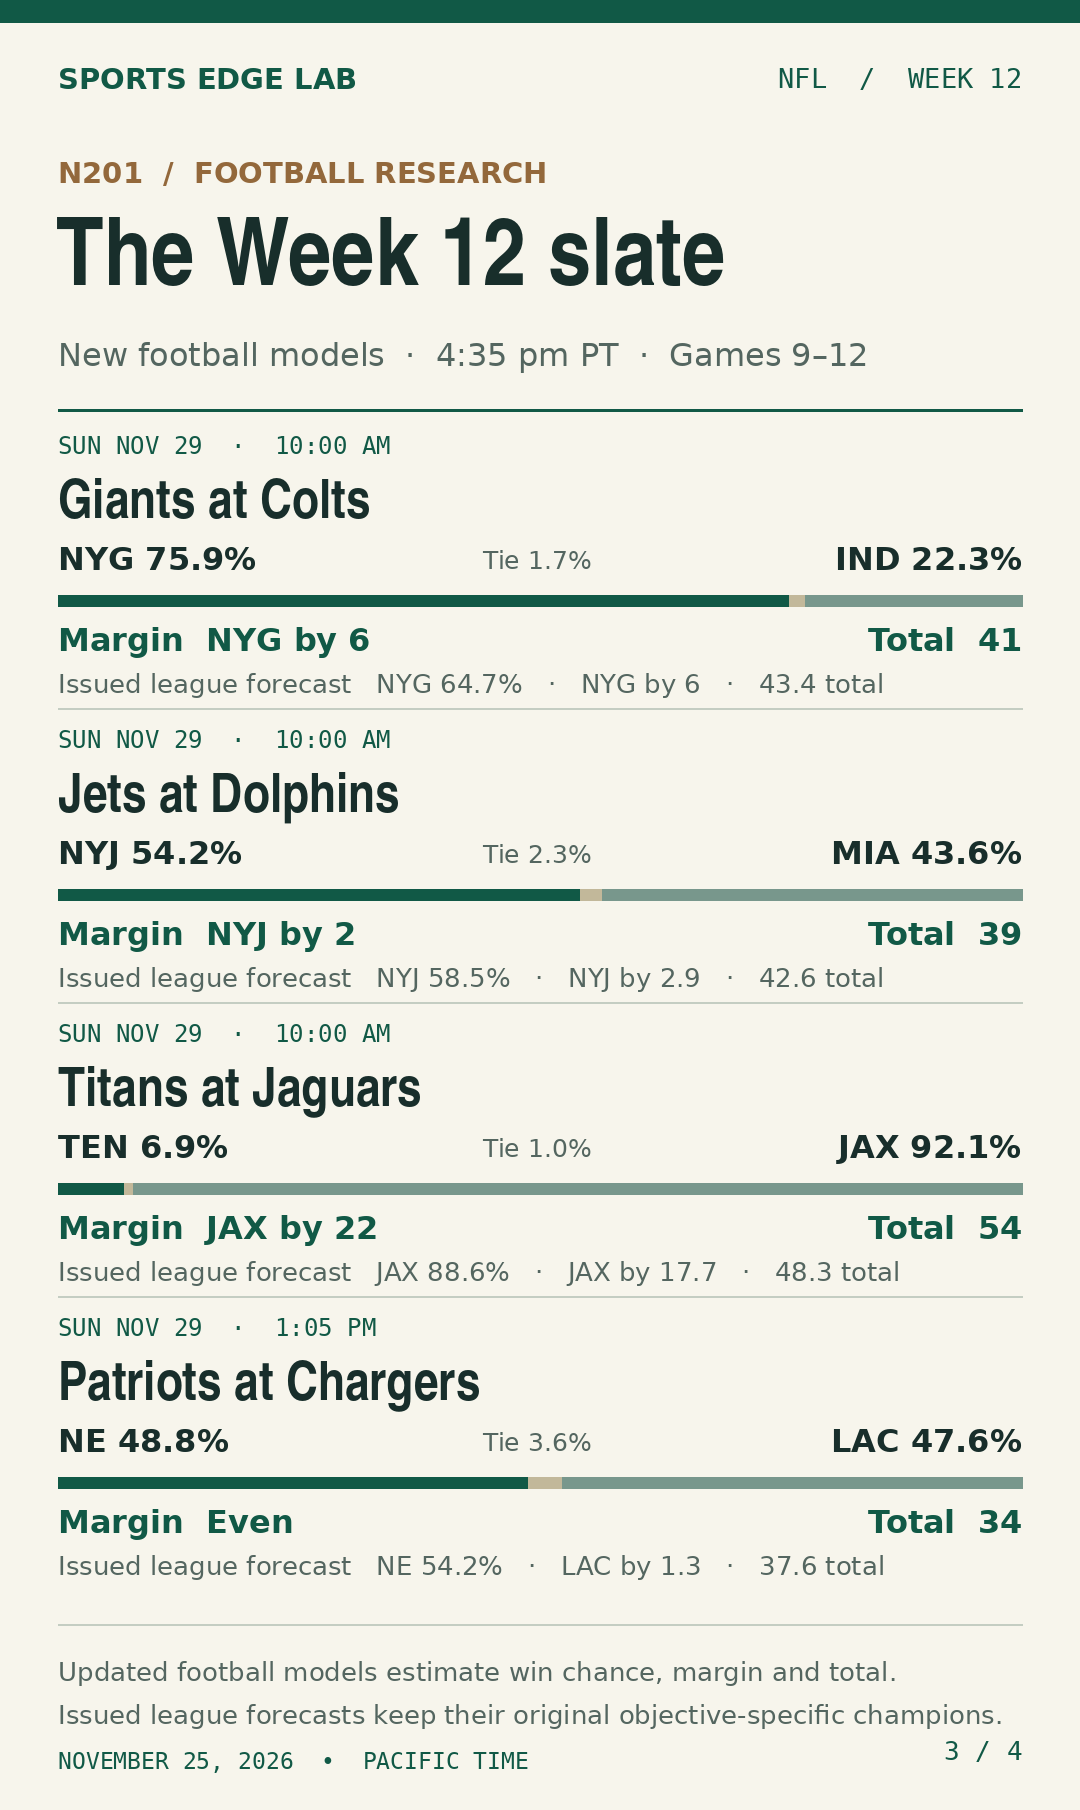 SPORTS EDGE LAB
NFL / WEEK 12
N201 / FOOTBALL RESEARCH
The Week 12 slate
New football models · 4:35 pm PT · Games 9–12
SUN NOV 29 · 10:00 AM
Giants at Colts
NYG 75.9% Tie 1.7% IND 22.3%
Margin NYG by 6 Total 41
Issued league forecast NYG 64.7% · NYG by 6 · 43.4 total
SUN NOV 29 · 10:00 AM
Jets at Dolphins
NYJ 54.2% Tie 2.3% MIA 43.6%
Margin NYJ by 2 Total 39
Issued league forecast NYJ 58.5% · NYJ by 2.9 · 42.6 total
SUN NOV 29 · 10:00 AM
Titans at Jaguars
TEN 6.9% Tie 1.0% JAX 92.1%
Margin JAX by 22 Total 54
Issued league forecast JAX 88.6% · JAX by 17.7 · 48.3 total
SUN NOV 29 · 1:05 PM
Patriots at Chargers
NE 48.8% Tie 3.6% LAC 47.6%
Margin Even Total 34
Issued league forecast NE 54.2% · LAC by 1.3 · 37.6 total
Updated football models estimate win chance, margin and total.
Issued league forecasts keep their original objective-specific champions.
NOVEMBER 25, 2026 • PACIFIC TIME
3 / 4